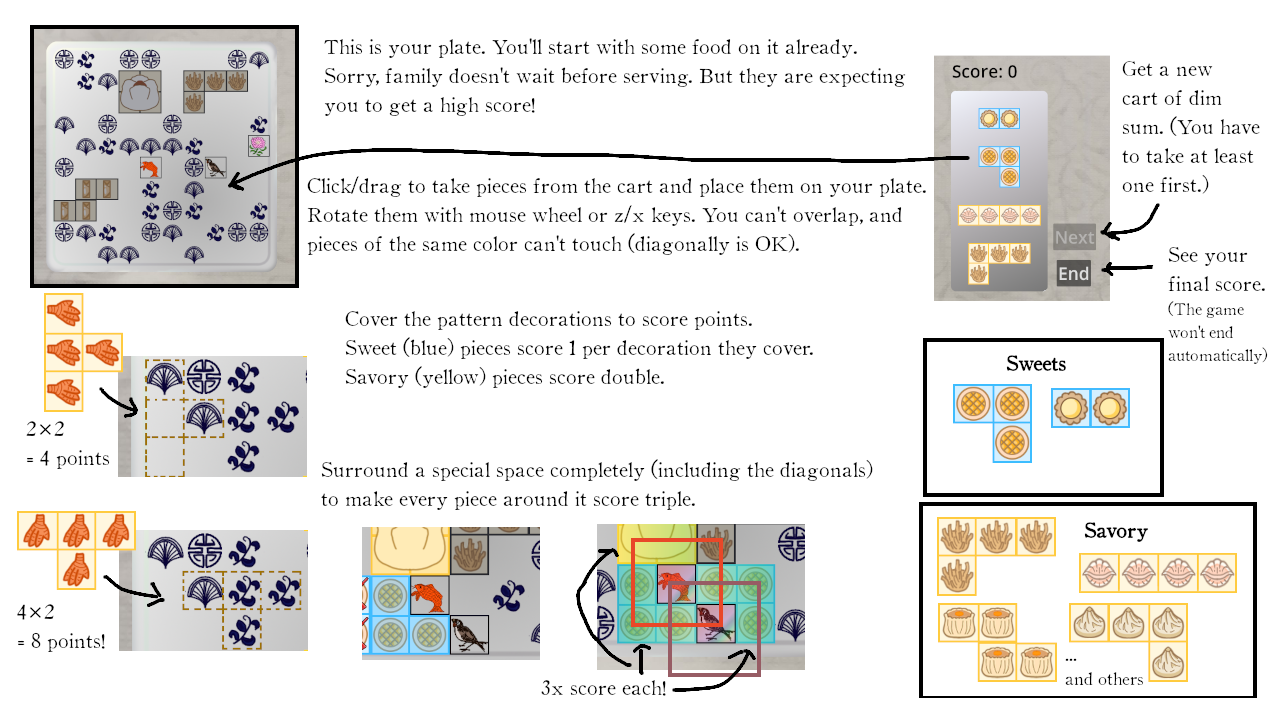 This is your plate. You'll start with some food on it already.
Sorry, family doesn't wait before serving. But they are expecting
you to get a high score!
Score: 0
Get a new
cart of dim
sum. (You have
to take at least
one first.)
Click/drag to take pieces from the cart and place them on your plate.
Rotate them with mouse wheel or z/x keys. You can't overlap, and
pieces of the same color can't touch (diagonally is OK).
Next
End
See your
final score.
(The game
won't end
automatically)
Cover the pattern decorations to score points.
Sweet (blue) pieces score 1 per decoration they cover.
Savory (yellow) pieces score double.
2×2
= 4 points
Sweets
Surround a special space completely (including the diagonals)
to make every piece around it score triple.
4×2
= 8 points!
3x score each!
Savory
...
and others